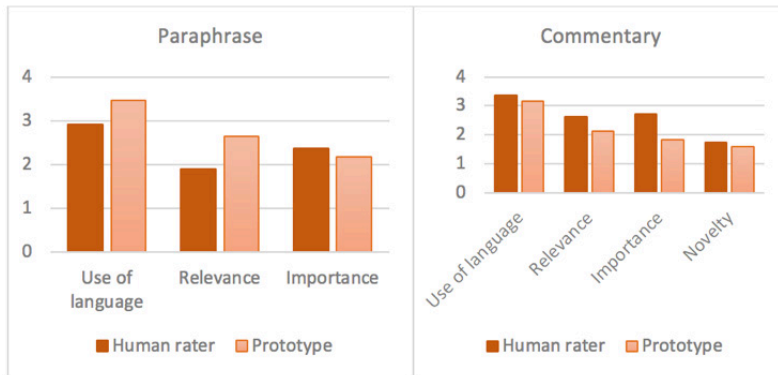 Paraphrase
4
3
2
1
0
Use of
language
Relevance
Importance
Human rater
Prototype
Commentary
4
3
2
1
0
Use of language
Relevance
Importance
Novelty
Human rater
Prototype